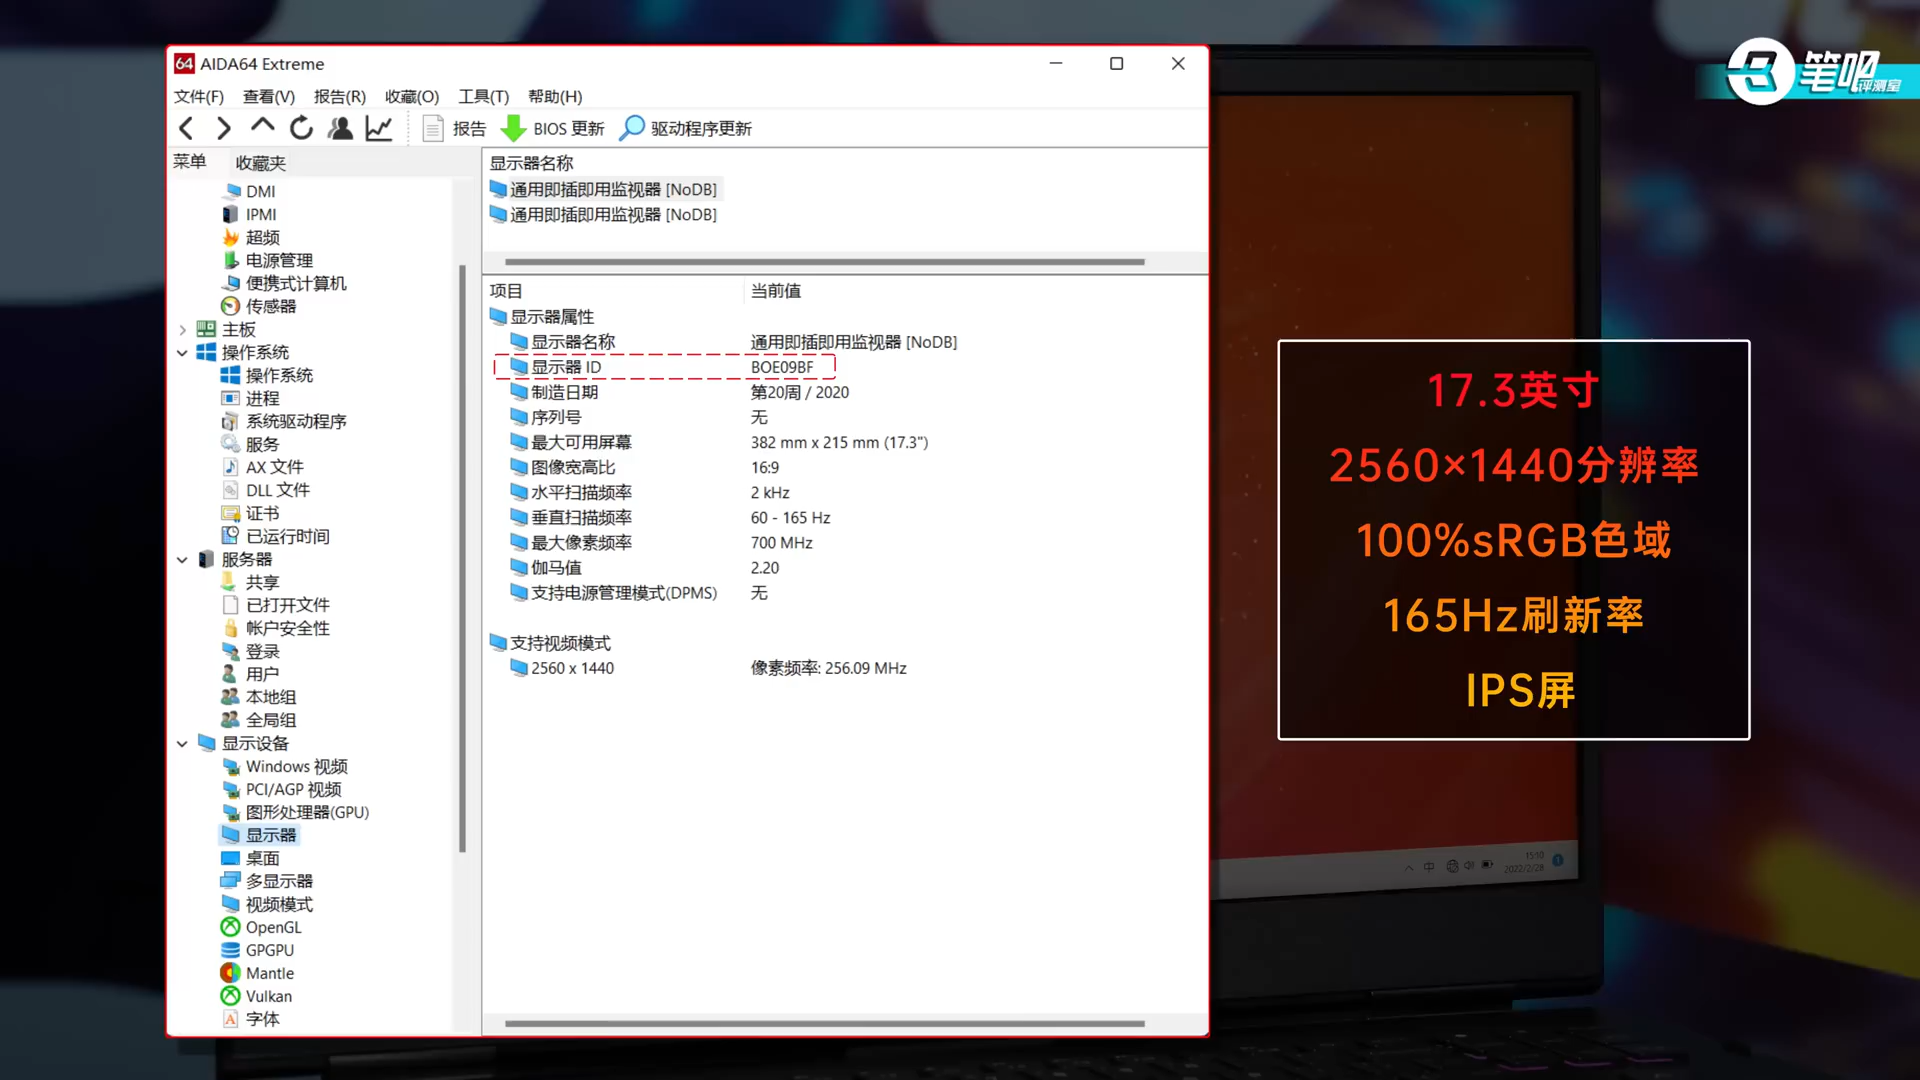 64 AIDA64 Extreme
文件(F) 查看(V) 报告(R) 收藏(O) 工具(T) 帮助(H)
报告 BIOS 更新 驱动程序更新
菜单 收藏夹
DMI
IPMI
超频
电源管理
便携式计算机
传感器
主板
操作系统
操作系统
进程
系统驱动程序
服务
AX 文件
DLL 文件
证书
已运行时间
服务器
共享
已打开文件
帐户安全性
登录
用户
本地组
全局组
显示设备
Windows 视频
PCI/AGP 视频
图形处理器(GPU)
显示器
桌面
多显示器
视频模式
OpenGL
GPGPU
Mantle
Vulkan
字体
显示器名称
通用即插即用监视器 [NoDB]
通用即插即用监视器 [NoDB]
项目 当前值
显示器属性
显示器名称 通用即插即用监视器 [NoDB]
显示器 ID BOE09BF
制造日期 第20周 / 2020
序列号 无
最大可用屏幕 382 mm x 215 mm (17.3")
图像宽高比 16:9
水平扫描频率 2 kHz
垂直扫描频率 60 - 165 Hz
最大像素频率 700 MHz
伽马值 2.20
支持电源管理模式(DPMS) 无
支持视频模式
2560 x 1440 像素频率: 256.09 MHz
笔吧评测室
17.3英寸
2560×1440分辨率
100%sRGB色域
165Hz刷新率
IPS屏
中
15:50
2022/2/28
1